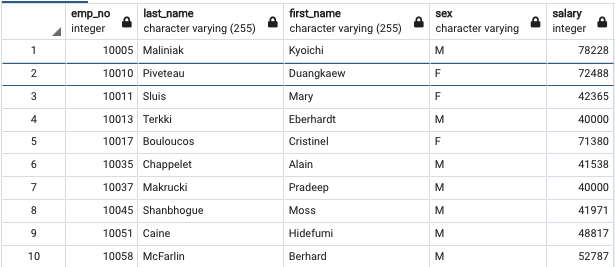 emp_no last_name first_name sex salary
integer character varying (255) character varying (255) character varying integer
1 10005 Maliniak Kyoichi M 78228
2 10010 Piveteau Duangkaew F 72488
3 10011 Sluis Mary F 42365
4 10013 Terkki Eberhardt M 40000
5 10017 Bouloucos Cristinel F 71380
6 10035 Chappelet Alain M 41538
7 10037 Makrucki Pradeep M 40000
8 10045 Shanbhogue Moss M 41971
9 10051 Caine Hidefumi M 48817
10 10058 McFarlin Berhard M 52787